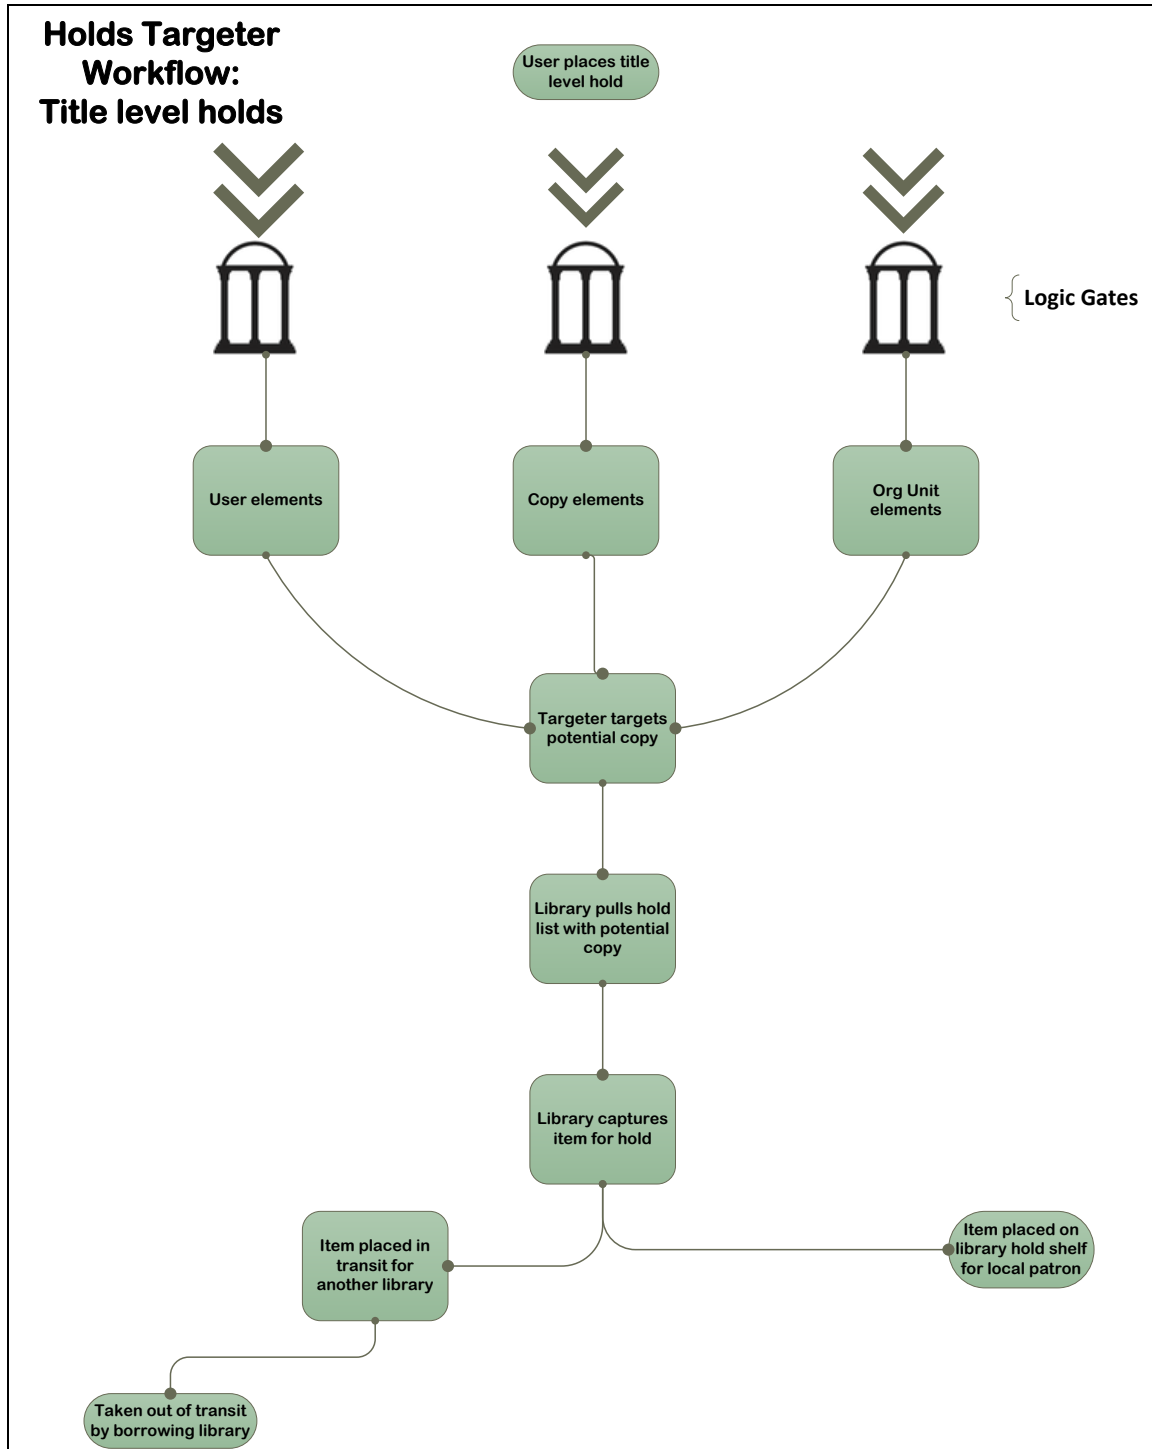 Holds Targeter
Workflow:
Title level holds
User places title
level hold
Logic Gates
User elements
Copy elements
Org Unit
elements
Targeter targets
potential copy
Library pulls hold
list with potential
copy
Library captures
item for hold
Item placed in
transit for
another library
Item placed on
library hold shelf
for local patron
Taken out of transit
by borrowing library